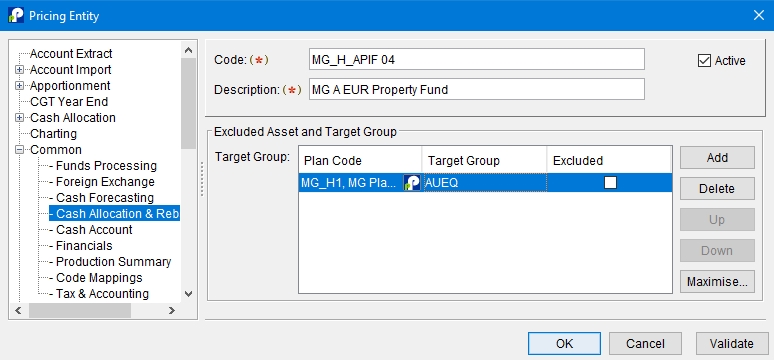 Pricing Entity
Account Extract
Account Import
Apportionment
CGT Year End
Cash Allocation
Charting
Common
Funds Processing
Foreign Exchange
Cash Forecasting
Cash Allocation & Reb
Cash Account
Financials
Production Summary
Code Mappings
Tax & Accounting
Code: (*) MG_H_APIF 04 Active
Description: (*) MG A EUR Property Fund
Excluded Asset and Target Group
Target Group: Plan Code Target Group Excluded
MG_H1, MG Pla... AUEQ
Add
Delete
Up
Down
Maximise...
OK Cancel Validate